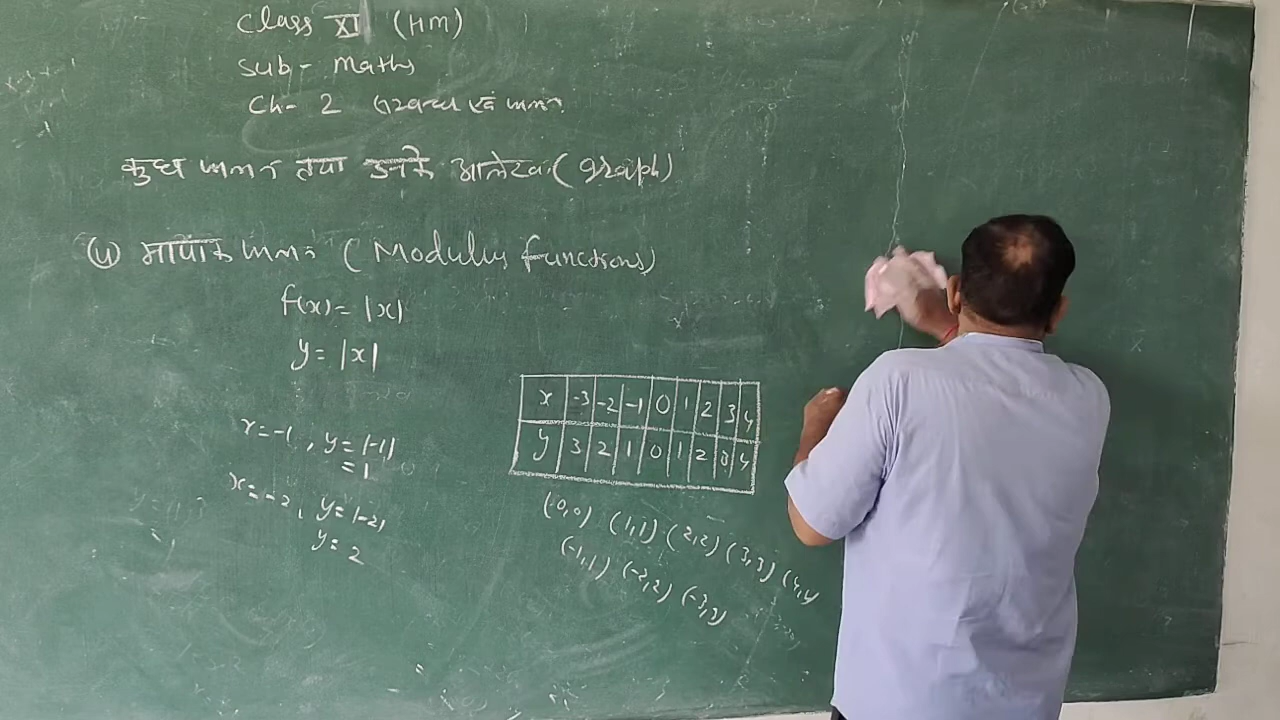 Class XI (HM)
Sub- Maths
Ch- 2 एवं फलन
कुछ फलन तथा उनके आलेख (graph)
मापांक फलन (Modulus functions)
f(x) = |x|
y = |x|
x -3 -2 -1 0 1 2 3 4
y 3 2 1 0 1 2 3 4
x=-1, y=|-1|
=1
x=-2, y=|-2|
y=2
(0,0) (1,1) (2,2) (3,3) (4,4)
(-1,1) (-2,2) (-3,3)